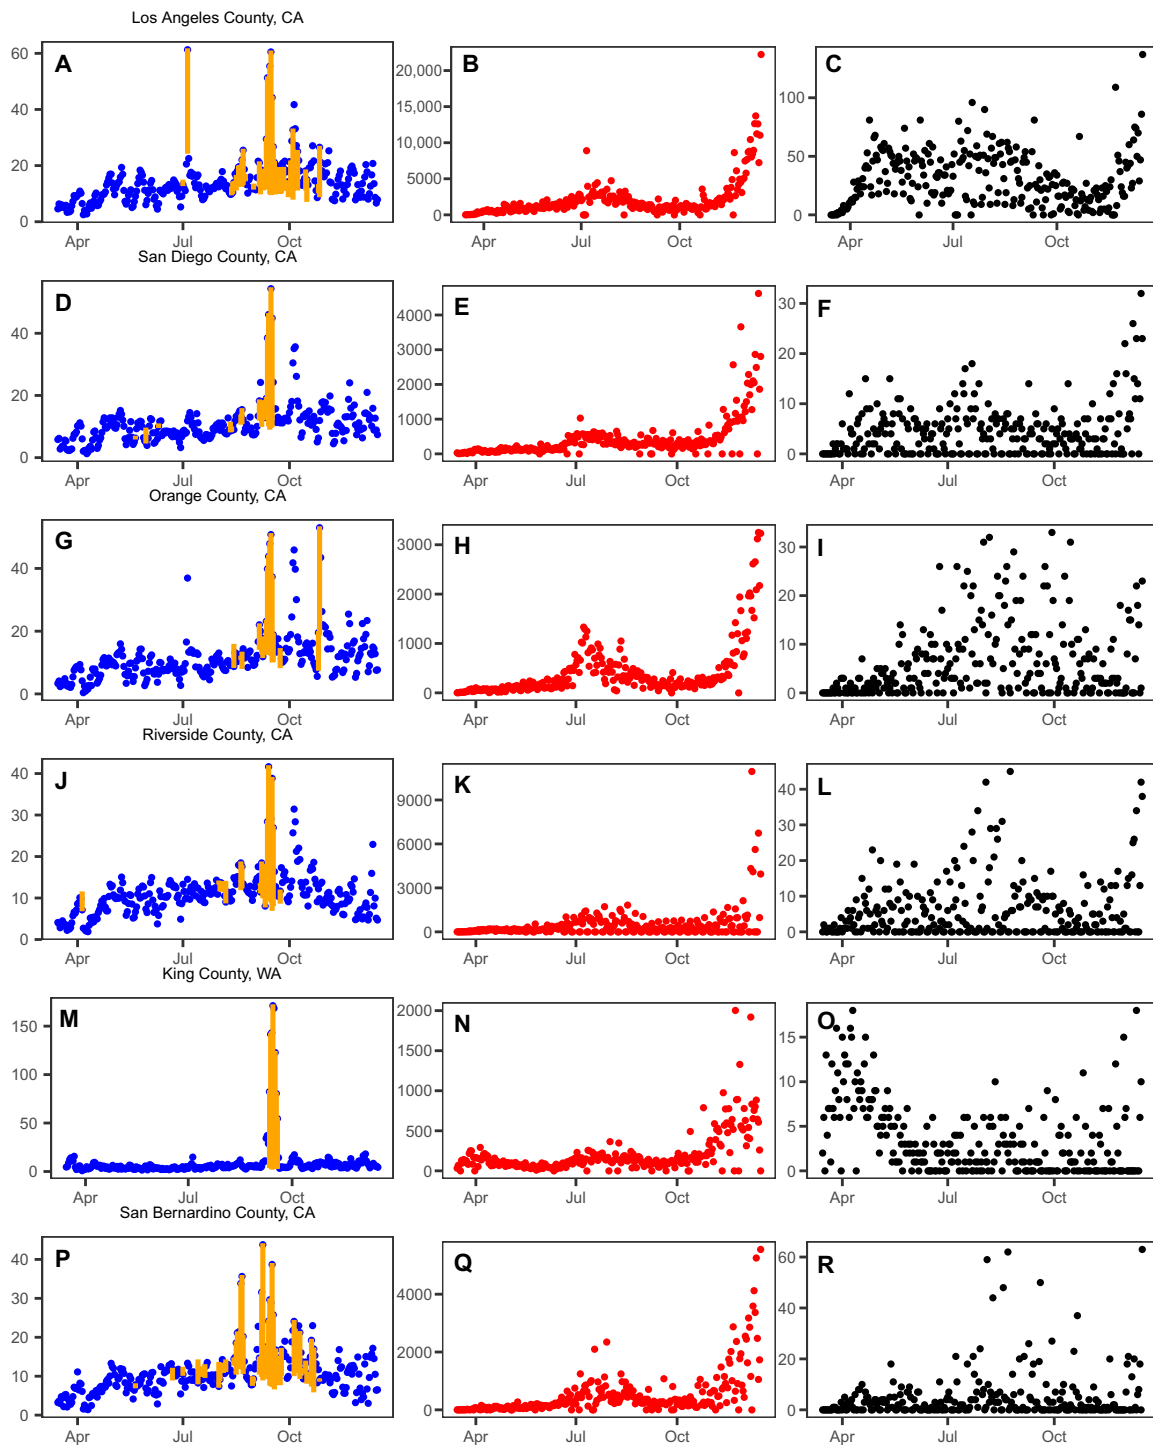 Los Angeles County, CA
A
B
C
60
40
20
0
20,000
15,000
10,000
5000
0
100
50
0
Apr Jul Oct
Apr Jul Oct
Apr Jul Oct
San Diego County, CA
D
E
F
40
20
0
4000
3000
2000
1000
0
30
20
10
0
Apr Jul Oct
Apr Jul Oct
Apr Jul Oct
Orange County, CA
G
H
I
40
20
0
3000
2000
1000
0
30
20
10
0
Apr Jul Oct
Apr Jul Oct
Apr Jul Oct
Riverside County, CA
J
K
L
40
30
20
10
0
9000
6000
3000
0
40
30
20
10
0
Apr Jul Oct
Apr Jul Oct
Apr Jul Oct
King County, WA
M
N
O
150
100
50
0
2000
1500
1000
500
0
15
10
5
0
Apr Jul Oct
Apr Jul Oct
Apr Jul Oct
San Bernardino County, CA
P
Q
R
40
30
20
10
0
4000
2000
0
60
40
20
0
Apr Jul Oct
Apr Jul Oct
Apr Jul Oct